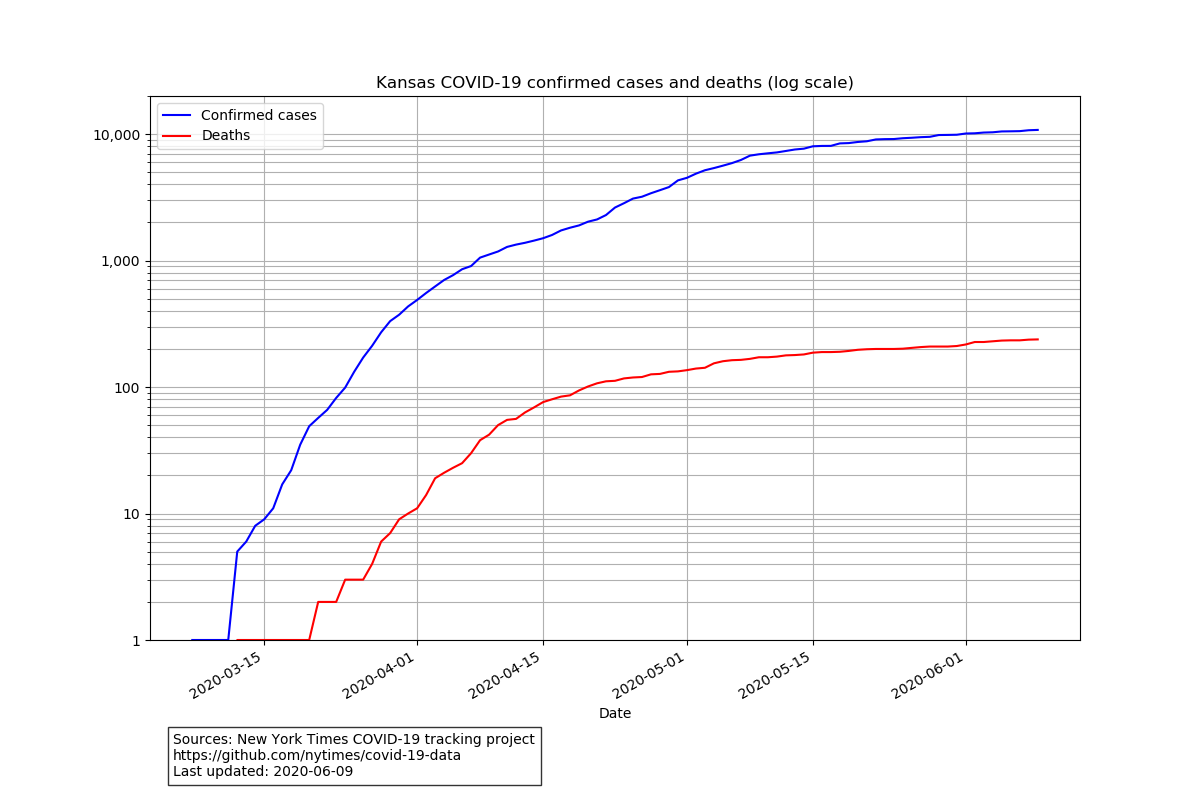 Kansas COVID-19 confirmed cases and deaths (log scale)
Confirmed cases
Deaths
10,000
1,000
100
10
1
2020-03-15
2020-04-01
2020-04-15
2020-05-01
2020-05-15
2020-06-01
Date
Sources: New York Times COVID-19 tracking project
https://github.com/nytimes/covid-19-data
Last updated: 2020-06-09